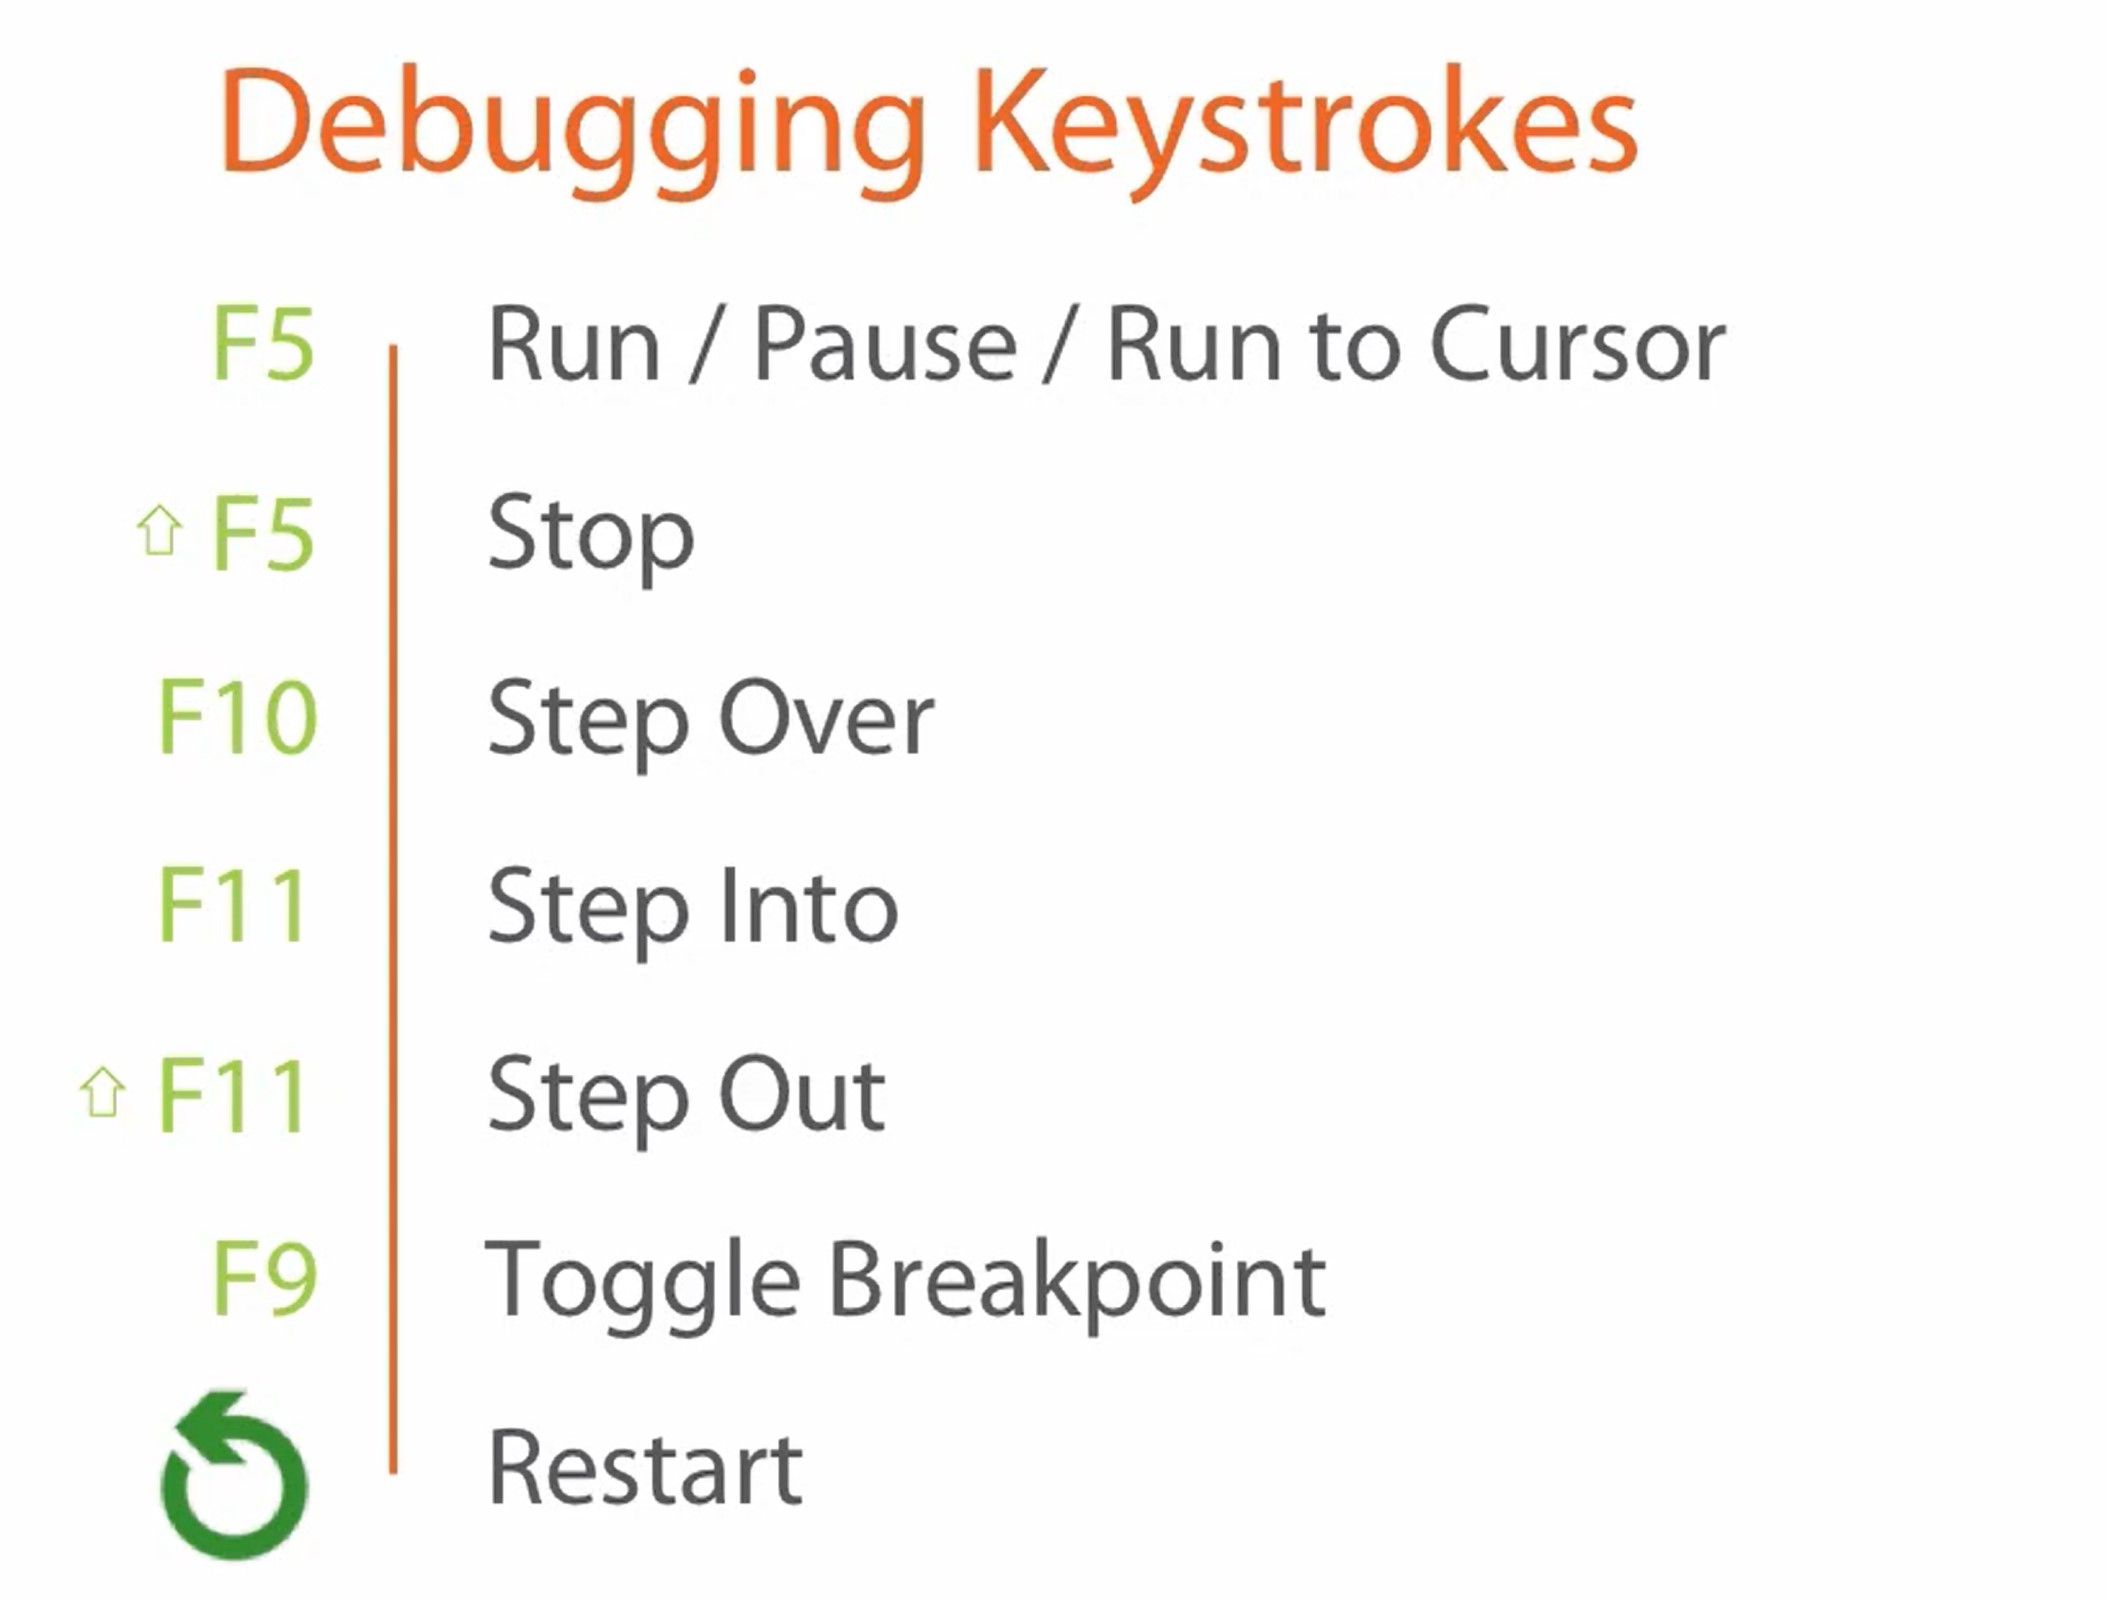 Debugging Keystrokes
F5 Run / Pause / Run to Cursor
⇧ F5 Stop
F10 Step Over
F11 Step Into
⇧ F11 Step Out
F9 Toggle Breakpoint
Restart